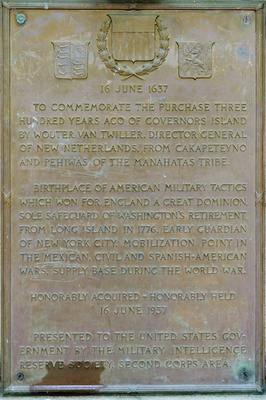 16 JUNE 1637
TO COMMEMORATE THE PURCHASE THREE
HUNDRED YEARS AGO OF GOVERNORS ISLAND
BY WOUTER VAN TWILLER, DIRECTOR GENERAL
OF NEW NETHERLANDS, FROM CAKAPETEYNO
AND PEHIWAS OF THE MANAHATAS TRIBE.
BIRTHPLACE OF AMERICAN MILITARY TACTICS
WHICH WON FOR ENGLAND A GREAT DOMINION.
SOLE SAFEGUARD OF WASHINGTON'S RETIREMENT
FROM LONG ISLAND IN 1776. EARLY GUARDIAN
OF NEW YORK CITY. MOBILIZATION POINT IN
THE MEXICAN, CIVIL AND SPANISH-AMERICAN
WARS. SUPPLY BASE DURING THE WORLD WAR.
HONORABLY ACQUIRED - HONORABLY HELD
16 JUNE 1937
PRESENTED TO THE UNITED STATES GOV-
ERNMENT BY THE MILITARY INTELLIGENCE
RESERVE SOCIETY, SECOND CORPS AREA.